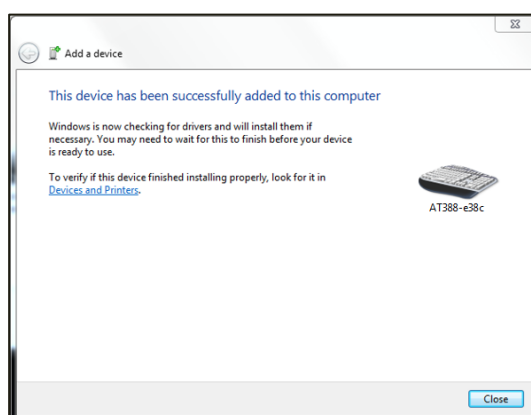 Add a device
This device has been successfully added to this computer
Windows is now checking for drivers and will install them if
necessary. You may need to wait for this to finish before your device
is ready to use.
To verify if this device finished installing properly, look for it in
Devices and Printers.
AT388-e38c
Close